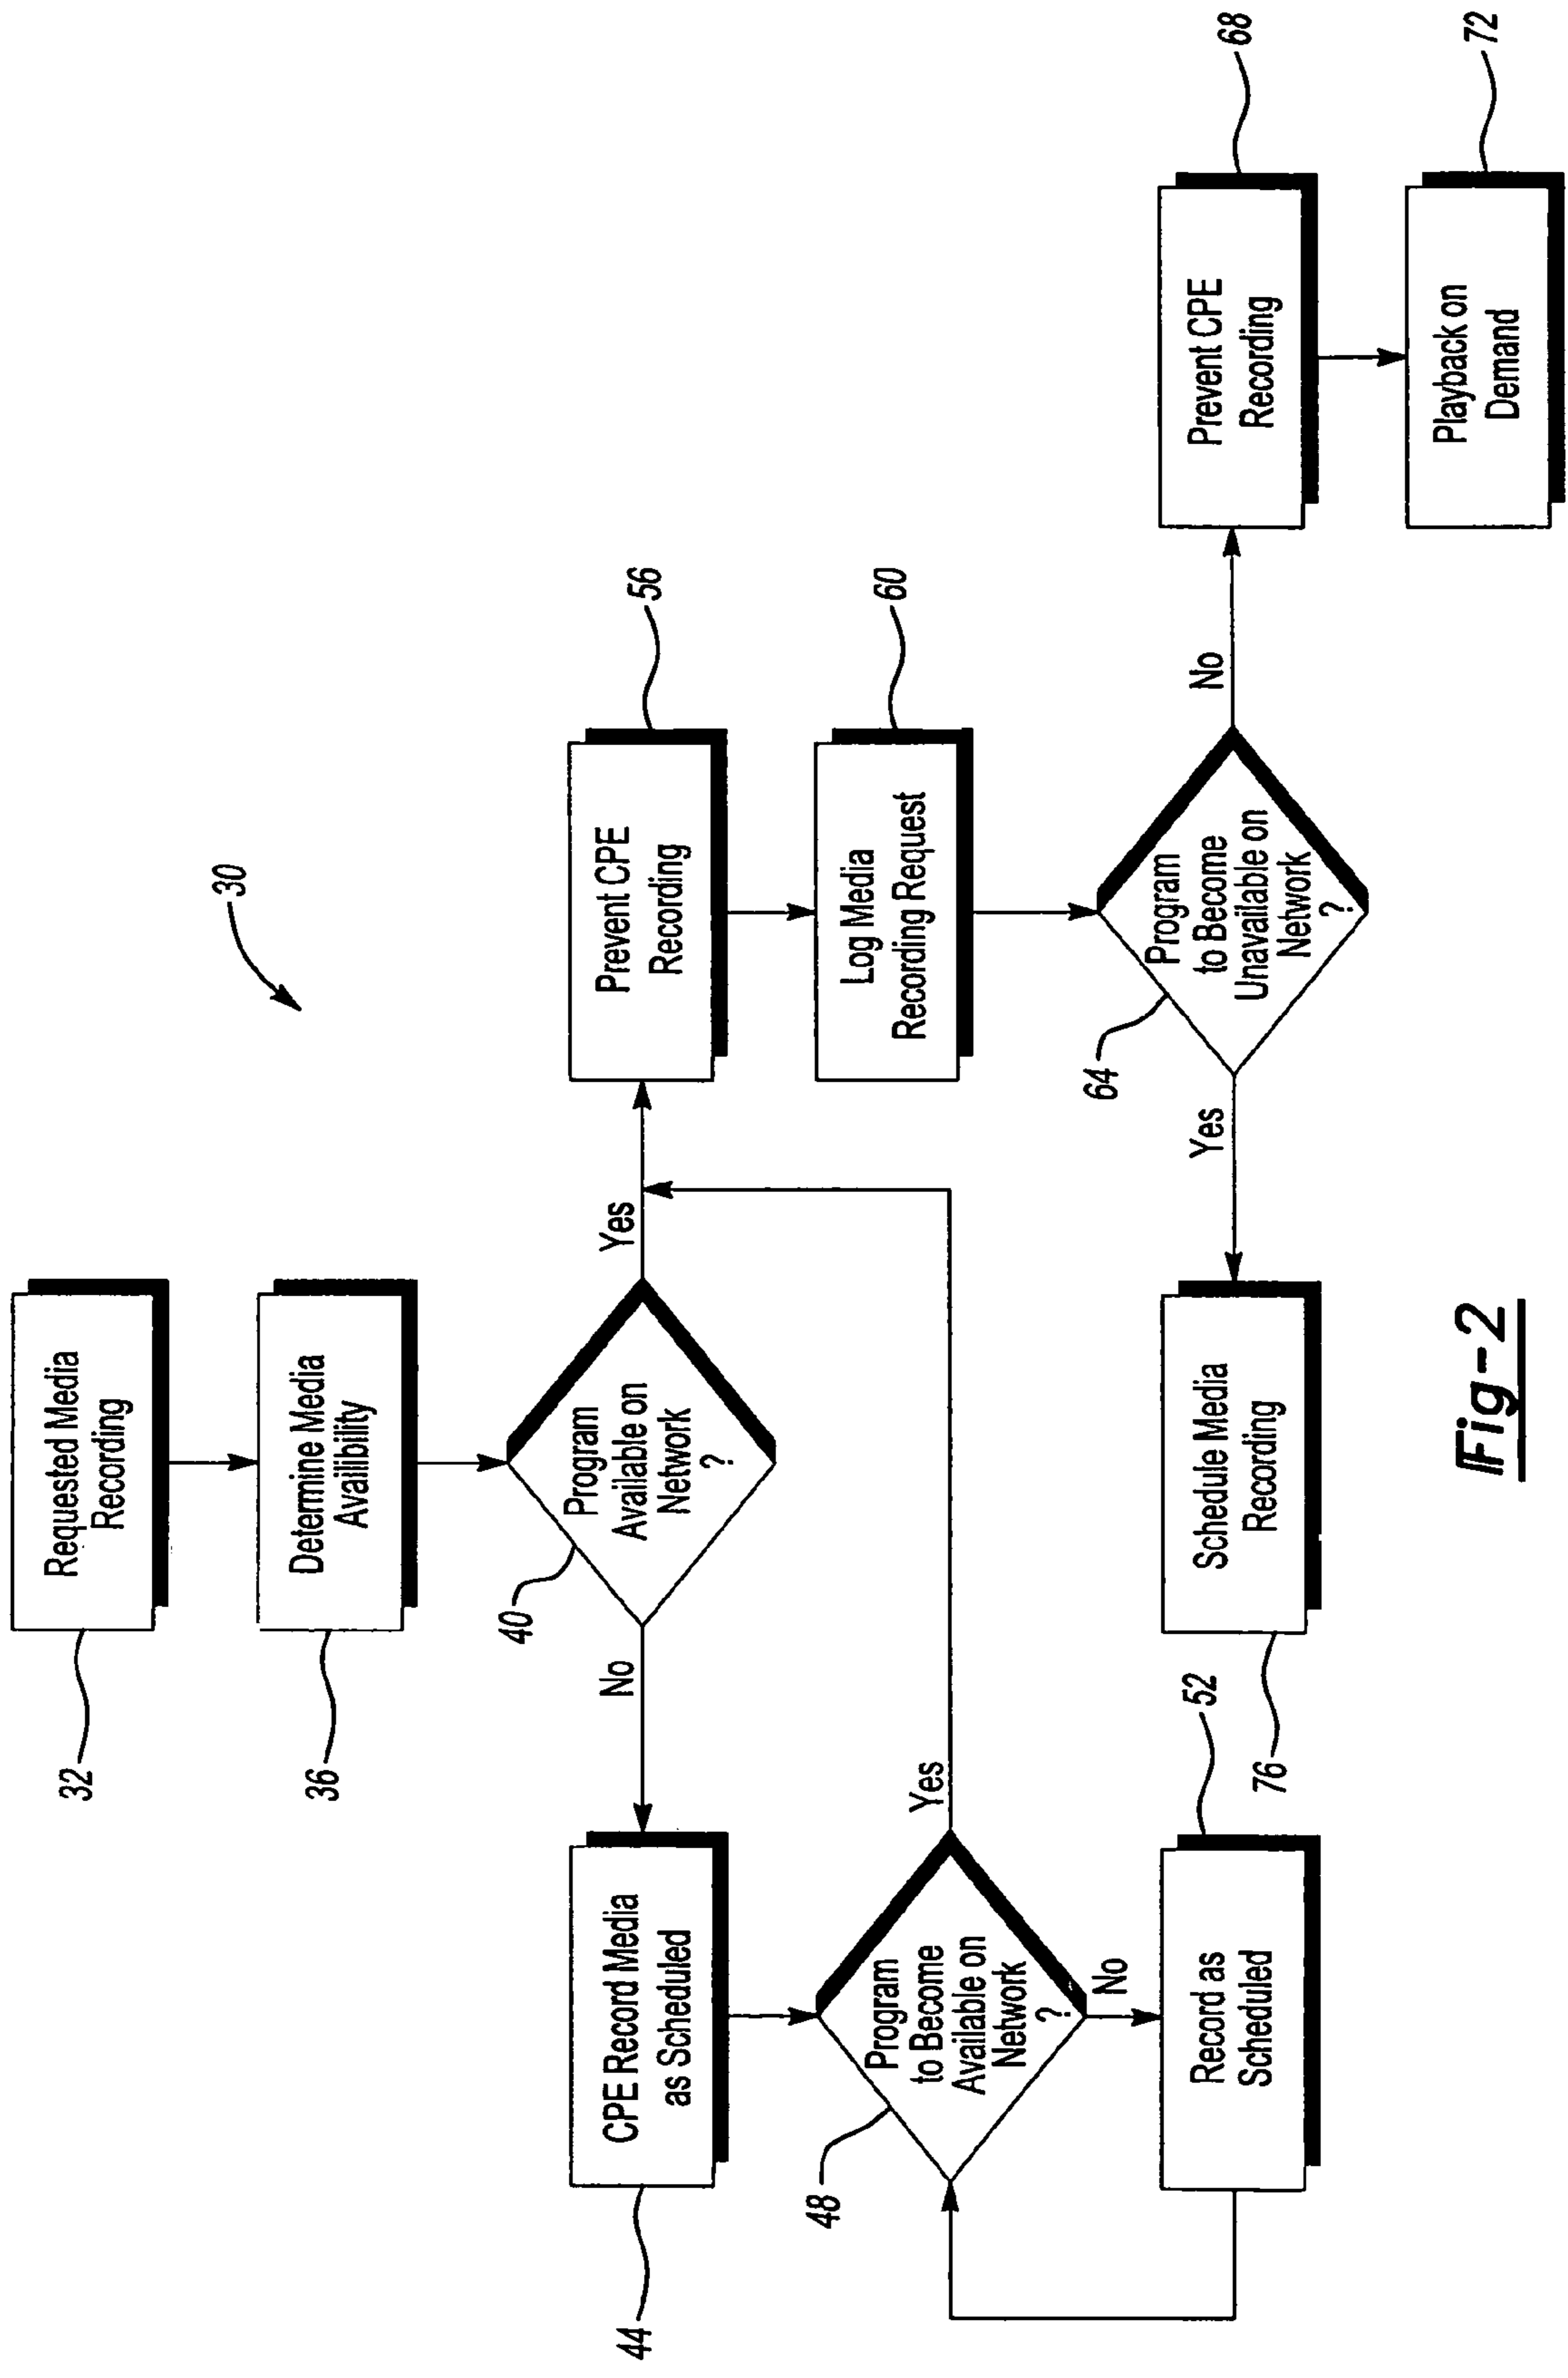 30
32
Requested Media
Recording
36
Determine Media
Availibility
40
Program
Available on
Network
?
No
Yes
44
CPE Record Media
as Scheduled
48
Program
to Become
Available on
Network
?
Yes
No
52
Record as
Scheduled
56
Prevent CPE
Recording
60
Log Media
Recording Request
64
Program
to Become
Unavailable on
Network
?
Yes
No
76
Schedule Media
Recording
68
Prevent CPE
Recording
72
Playback on
Demand
Fig-2